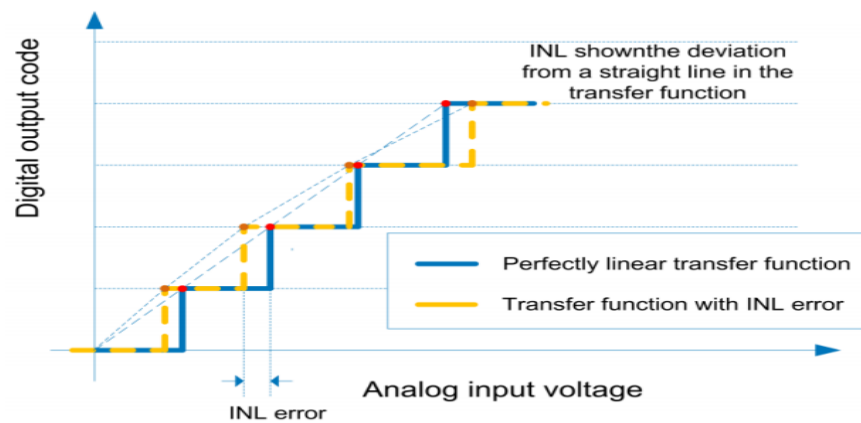 Digital output code
INL shownthe deviation
from a straight line in the
transfer function
Perfectly linear transfer function
Transfer function with INL error
Analog input voltage
INL error